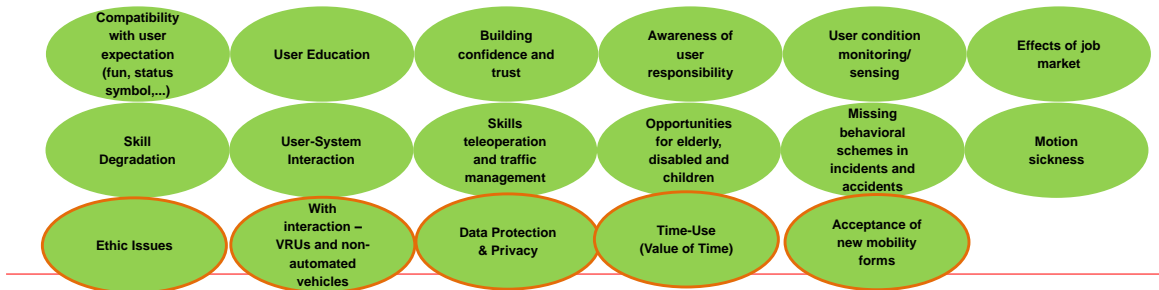 Compatibility
with user
expectation
(fun, status
symbol,...)
User Education
Building
confidence and
trust
Awareness of
user
responsibility
User condition
monitoring/
sensing
Effects of job
market
Skill
Degradation
User-System
Interaction
Skills
teleoperation
and traffic
management
Opportunities
for elderly,
disabled and
children
Missing
behavioral
schemes in
incidents and
accidents
Motion
sickness
Ethic Issues
With
interaction –
VRUs and non-
automated
vehicles
Data Protection
& Privacy
Time-Use
(Value of Time)
Acceptance of
new mobility
forms